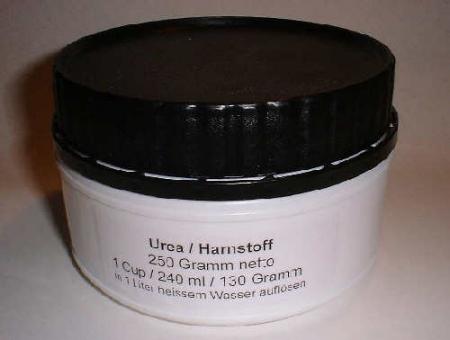 Urea / Harnstoff
250 Gramm netto
1 Cup / 240 ml / 130 Gramm
in 1 Liter heissem Wasser auflösen